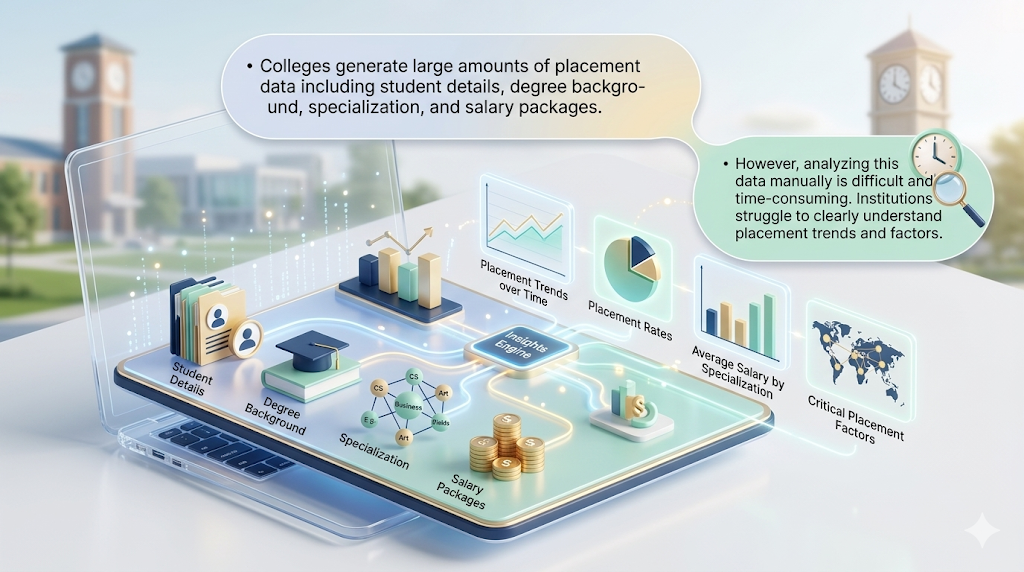 • Colleges generate large amounts of placement
data including student details, degree backgro-
und, specialization, and salary packages.
• However, analyzing this
data manually is difficult and
time-consuming. Institutions
struggle to clearly understand
placement trends and factors.
Placement Trends
over Time
Placement Rates
Average Salary by
Specialization
Critical Placement
Factors
Insights
Engine
Student
Details
Degree
Background
CS
CS
Art
Business
Fields
Art
Specialization
Salary
Packages